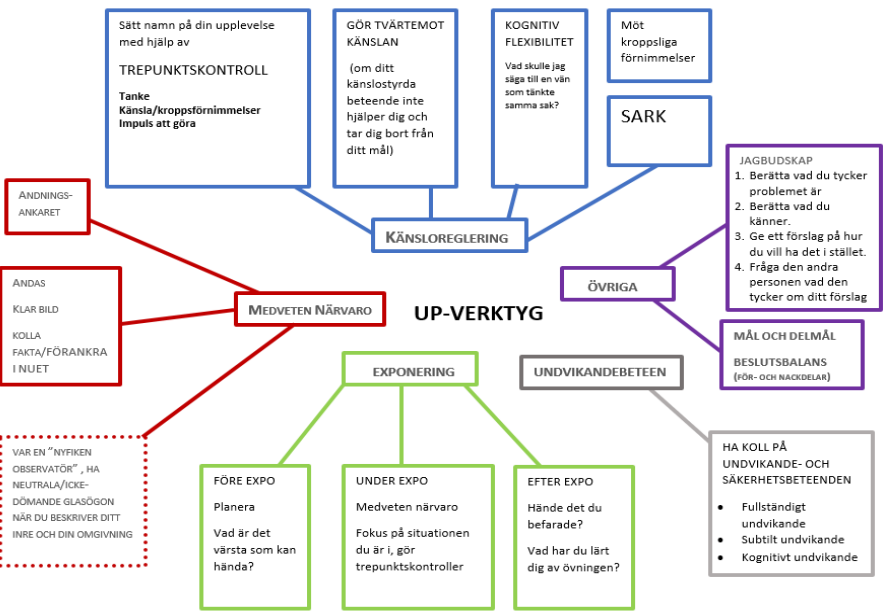 Sätt namn på din upplevelse
med hjälp av
TREPUNKTSKONTROLL
Tanke
Känsla/kroppsförnimmelser
Impuls att göra
GÖR TVÄRTEMOT
KÄNSLAN
(om ditt
känslostyrda
beteende inte
hjälper dig och
tar dig bort från
ditt mål)
KOGNITIV
FLEXIBILITET
Vad skulle jag
säga till en vän
som tänkte
samma sak?
Möt
kroppsliga
förnimmelser
SARK
JAGBUDSKAP
1. Berätta vad du tycker
problemet är
2. Berätta vad du
känner.
3. Ge ett förslag på hur
du vill ha det i stället.
4. Fråga den andra
personen vad den
tycker om ditt förslag
ANDNINGS-
ANKARET
KÄNSLOREGLERING
ANDAS
KLAR BILD
KOLLA
FAKTA/FÖRANKRA
I NUET
MEDVETEN NÄRVARO
UP-VERKTYG
ÖVRIGA
MÅL OCH DELMÅL
BESLUTSBALANS
(FÖR- OCH NACKDELAR)
EXPONERING
UNDVIKANDEBETEEN
VAR EN ”NYFIKEN
OBSERVATÖR” , HA
NEUTRALA/ICKE-
DÖMANDE GLASÖGON
NÄR DU BESKRIVER DITT
INRE OCH DIN OMGIVNING
FÖRE EXPO
Planera
Vad är det
värsta som kan
hända?
UNDER EXPO
Medveten närvaro
Fokus på situationen
du är i, gör
trepunktskontroller
EFTER EXPO
Hände det du
befarade?
Vad har du lärt
dig av övningen?
HA KOLL PÅ
UNDVIKANDE- OCH
SÄKERHETSBETEENDEN
• Fullständigt
undvikande
• Subtilt undvikande
• Kognitivt undvikande